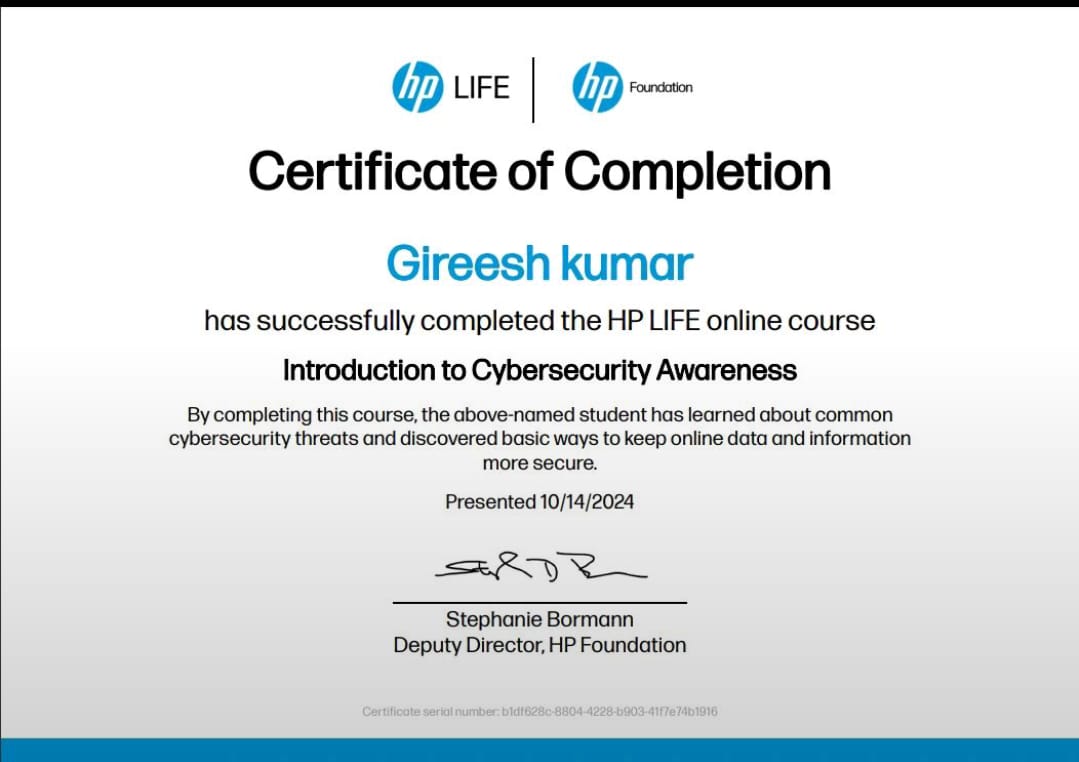 hp LIFE | hp Foundation
Certificate of Completion
Gireesh kumar
has successfully completed the HP LIFE online course
Introduction to Cybersecurity Awareness
By completing this course, the above-named student has learned about common
cybersecurity threats and discovered basic ways to keep online data and information
more secure.
Presented 10/14/2024
Stephanie Bormann
Deputy Director, HP Foundation
Certificate serial number: b1df628c-8804-4228-b903-41f7e74b1916